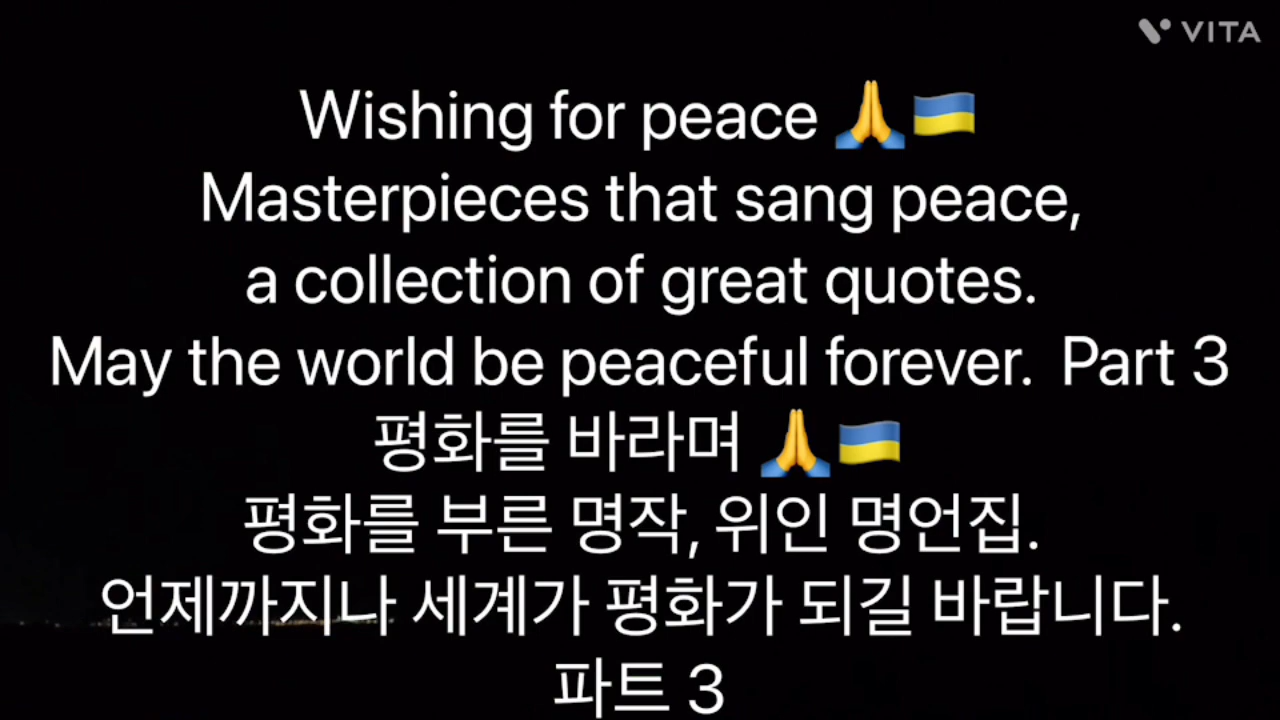 VITA
Wishing for peace 🙏🇺🇦
Masterpieces that sang peace,
a collection of great quotes.
May the world be peaceful forever. Part 3
평화를 바라며 🙏🇺🇦
평화를 부른 명작, 위인 명언집.
언제까지나 세계가 평화가 되길 바랍니다.
파트 3